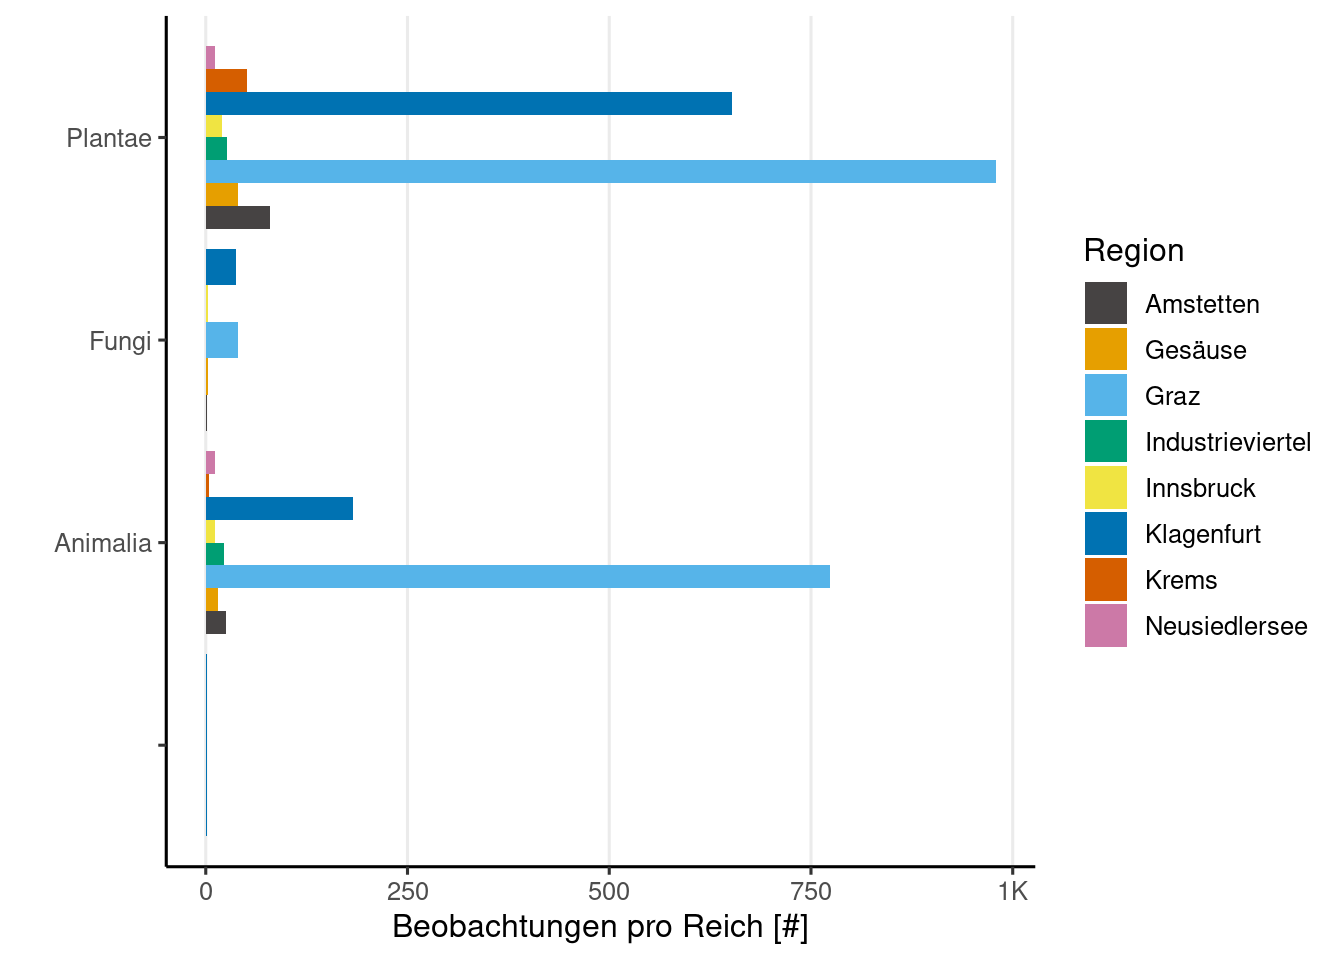 Plantae
Fungi
Animalia
0 250 500 750 1K
Beobachtungen pro Reich [#]
Region
Amstetten
Gesäuse
Graz
Industrieviertel
Innsbruck
Klagenfurt
Krems
Neusiedlersee